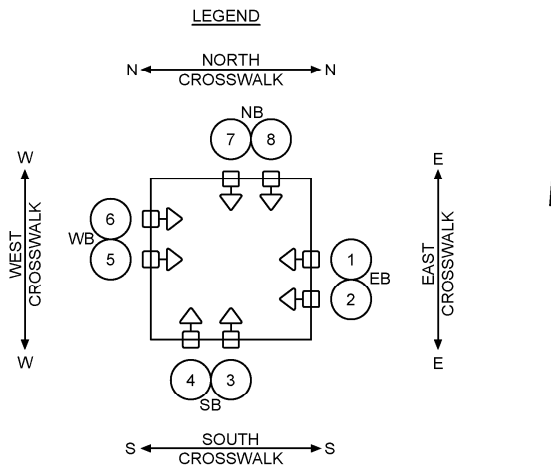 LEGEND
NORTH
N N
CROSSWALK
NB
7 8
W E
6
WB
5
WEST
CROSSWALK
1
EB
2
EAST
CROSSWALK
W E
4 3
SB
SOUTH
S S
CROSSWALK